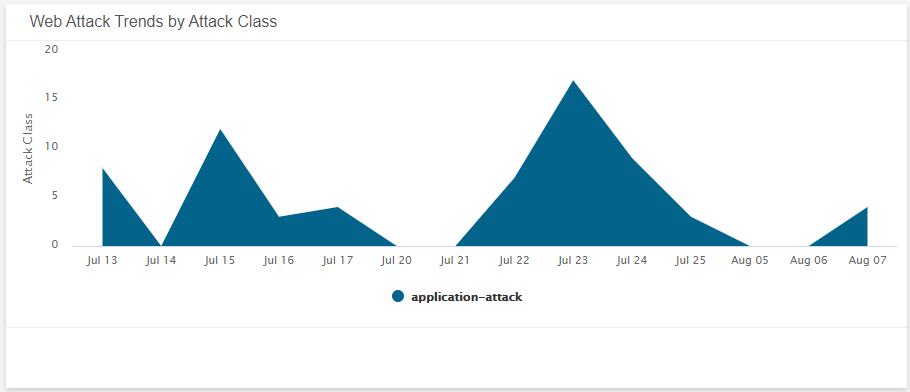 Web Attack Trends by Attack Class
20
15
10
5
0
Attack Class
Jul 13 Jul 14 Jul 15 Jul 16 Jul 17 Jul 20 Jul 21 Jul 22 Jul 23 Jul 24 Jul 25 Aug 05 Aug 06 Aug 07
application-attack